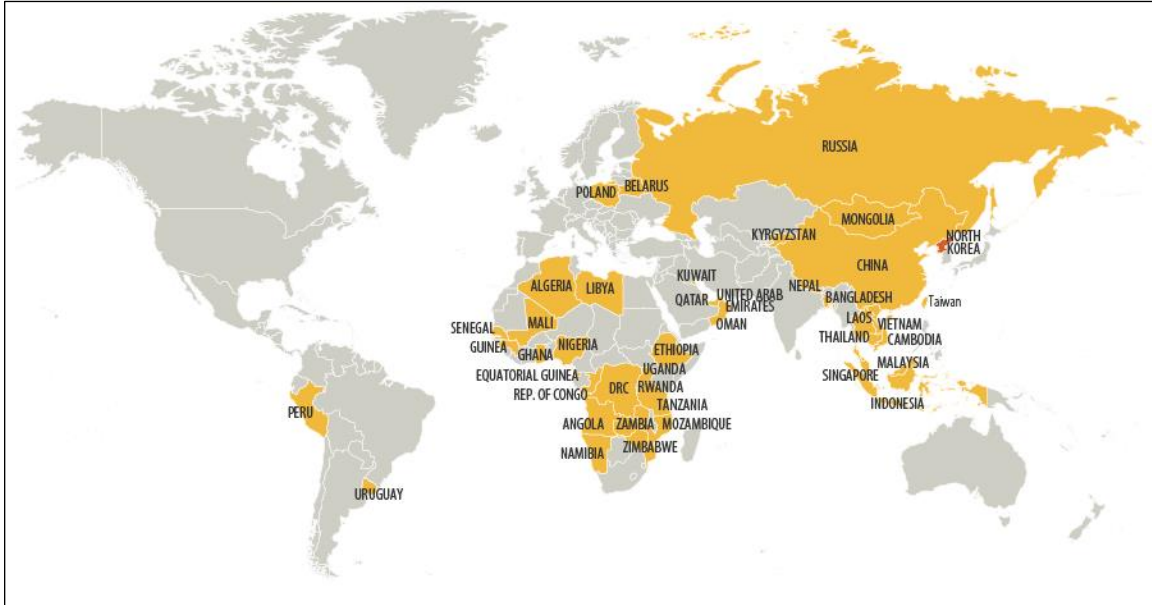 RUSSIA
POLAND
BELARUS
MONGOLIA
KYRGYZSTAN
NORTH
KOREA
CHINA
KUWAIT
ALGERIA
LIBYA
NEPAL
QATAR
UNITED ARAB
EMIRATES
BANGLADESH
Taiwan
OMAN
LAOS
MALI
SENEGAL
VIETNAM
THAILAND
CAMBODIA
GUINEA
NIGERIA
GHANA
ETHIOPIA
MALAYSIA
UGANDA
EQUATORIAL GUINEA
SINGAPORE
DRC
RWANDA
REP. OF CONGO
INDONESIA
TANZANIA
PERU
ANGOLA
ZAMBIA
MOZAMBIQUE
ZIMBABWE
NAMIBIA
URUGUAY